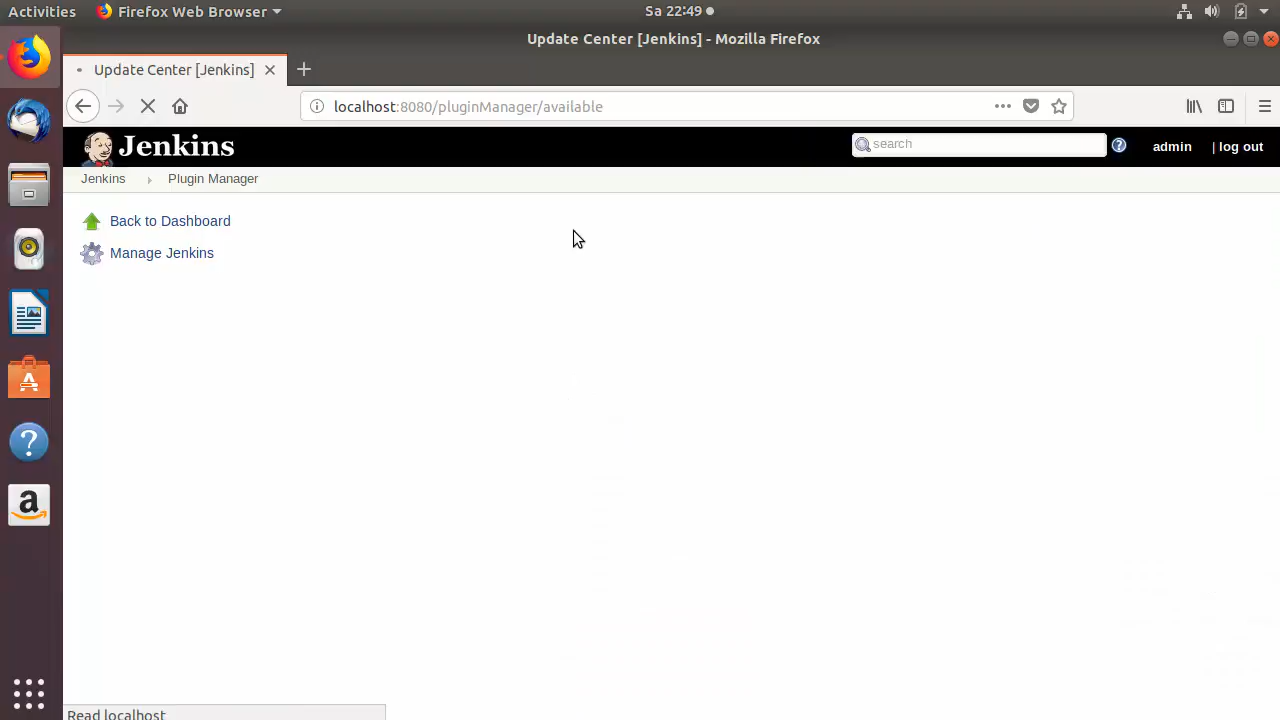 Activities
Firefox Web Browser
Sa 22:49
Update Center [Jenkins] - Mozilla Firefox
Update Center [Jenkins]
localhost:8080/pluginManager/available
Jenkins
search
admin
| log out
Jenkins
Plugin Manager
Back to Dashboard
Manage Jenkins
Read localhost